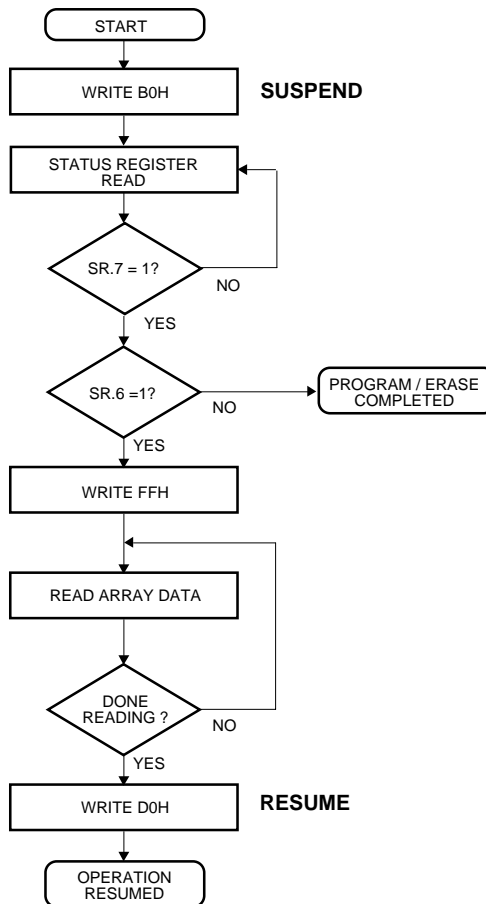 START
WRITE B0H
SUSPEND
STATUS REGISTER
READ
SR.7 = 1?
NO
YES
SR.6 =1?
NO
PROGRAM / ERASE
COMPLETED
YES
WRITE FFH
READ ARRAY DATA
DONE
READING ?
NO
YES
WRITE D0H
RESUME
OPERATION
RESUMED